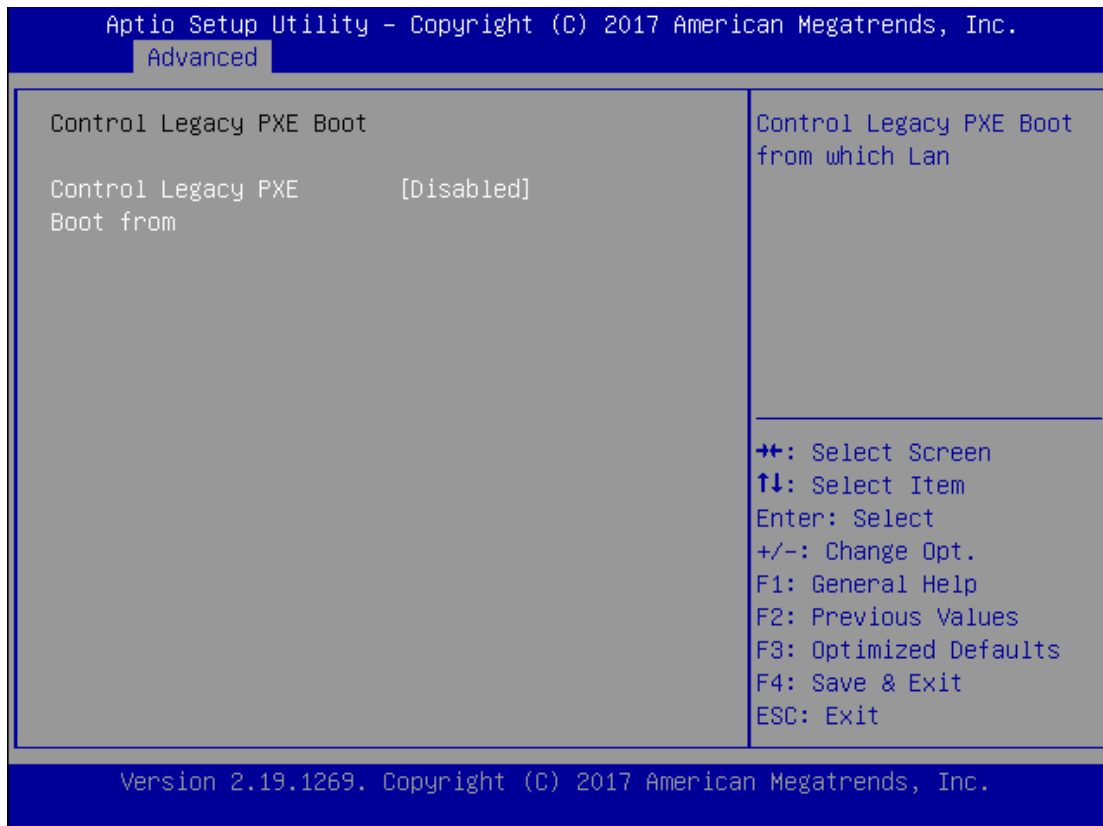 Aptio Setup Utility – Copyright (C) 2017 American Megatrends, Inc.
Advanced
Control Legacy PXE Boot
Control Legacy PXE [Disabled]
Boot from
Control Legacy PXE Boot
from which Lan
→←: Select Screen
↑↓: Select Item
Enter: Select
+/-: Change Opt.
F1: General Help
F2: Previous Values
F3: Optimized Defaults
F4: Save & Exit
ESC: Exit
Version 2.19.1269. Copyright (C) 2017 American Megatrends, Inc.